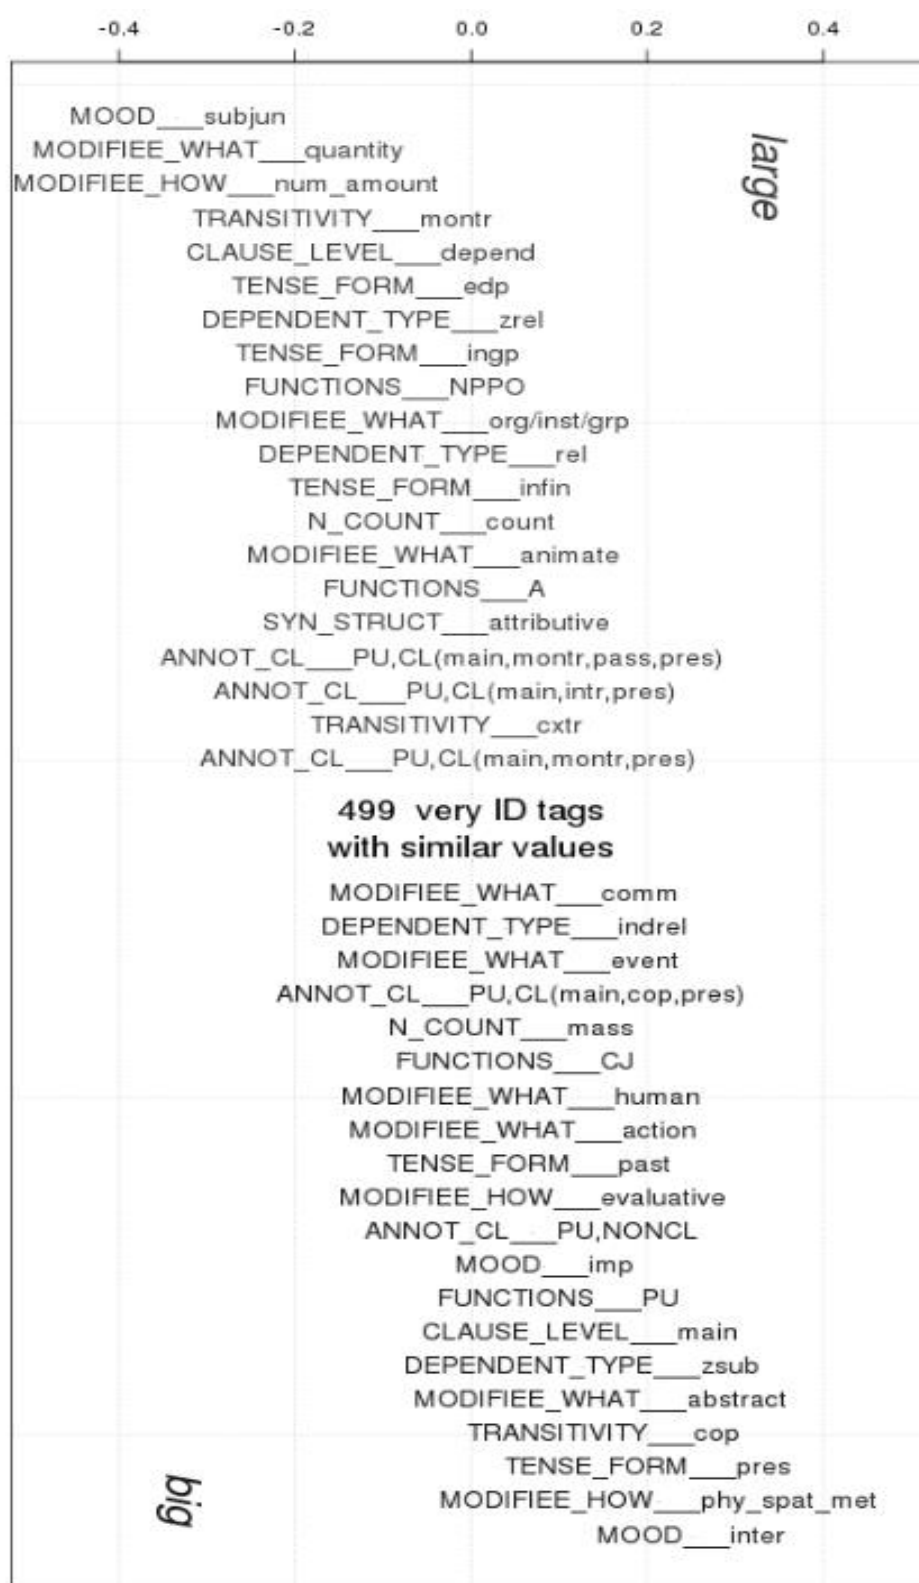 -0.4 -0.2 0.0 0.2 0.4
MOOD___subjun
large
MODIFIEE_WHAT___quantity
MODIFIEE_HOW___num_amount
TRANSITIVITY___montr
CLAUSE_LEVEL___depend
TENSE_FORM___edp
DEPENDENT_TYPE___zrel
TENSE_FORM___ingp
FUNCTIONS___NPPO
MODIFIEE_WHAT___org/inst/grp
DEPENDENT_TYPE___rel
TENSE_FORM___infin
N_COUNT___count
MODIFIEE_WHAT___animate
FUNCTIONS___A
SYN_STRUCT___attributive
ANNOT_CL___PU,CL(main,montr,pass,pres)
ANNOT_CL___PU,CL(main,intr,pres)
TRANSITIVITY___cxtr
ANNOT_CL___PU,CL(main,montr,pres)
499 very ID tags
with similar values
MODIFIEE_WHAT___comm
DEPENDENT_TYPE___indrel
MODIFIEE_WHAT___event
ANNOT_CL___PU,CL(main,cop,pres)
N_COUNT___mass
FUNCTIONS___CJ
MODIFIEE_WHAT___human
MODIFIEE_WHAT___action
TENSE_FORM___past
MODIFIEE_HOW___evaluative
ANNOT_CL___PU,NONCL
MOOD___imp
FUNCTIONS___PU
CLAUSE_LEVEL___main
DEPENDENT_TYPE___zsub
MODIFIEE_WHAT___abstract
TRANSITIVITY___cop
TENSE_FORM___pres
big
MODIFIEE_HOW___phy_spat_met
MOOD___inter